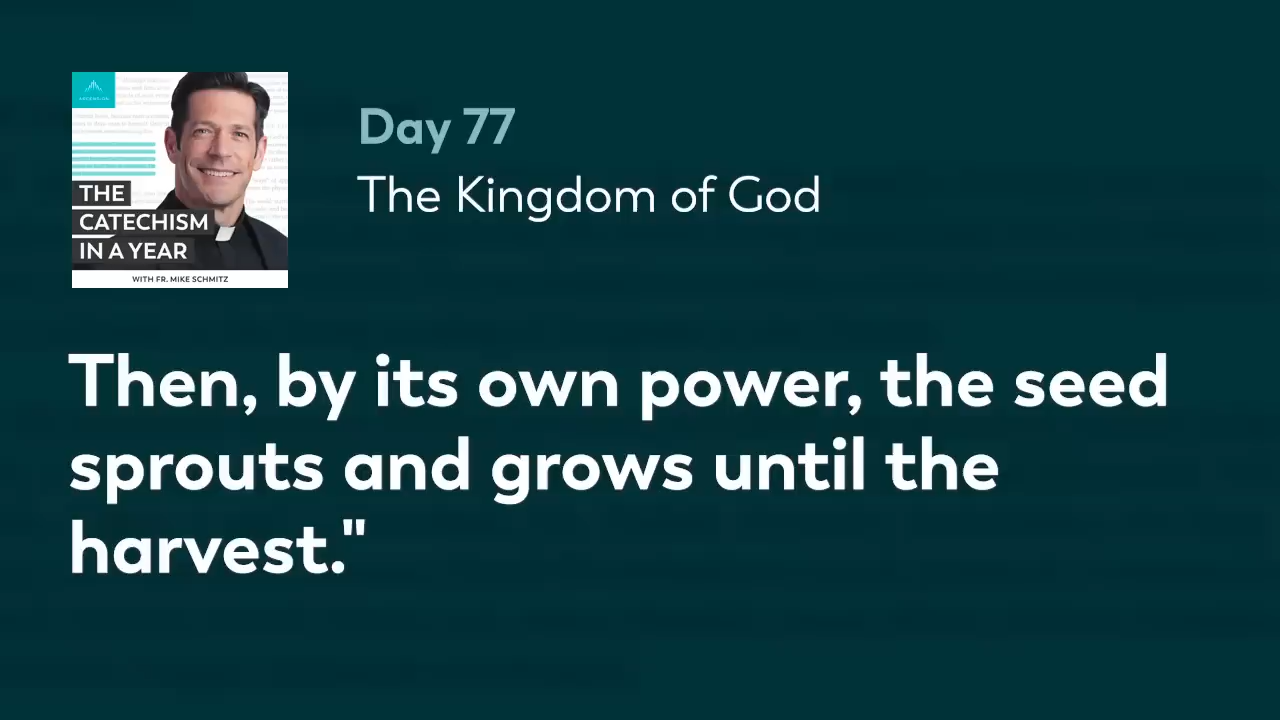 Day 77
The Kingdom of God
THE
CATECHISM
IN A YEAR
WITH FR. MIKE SCHMITZ
Then, by its own power, the seed
sprouts and grows until the
harvest."